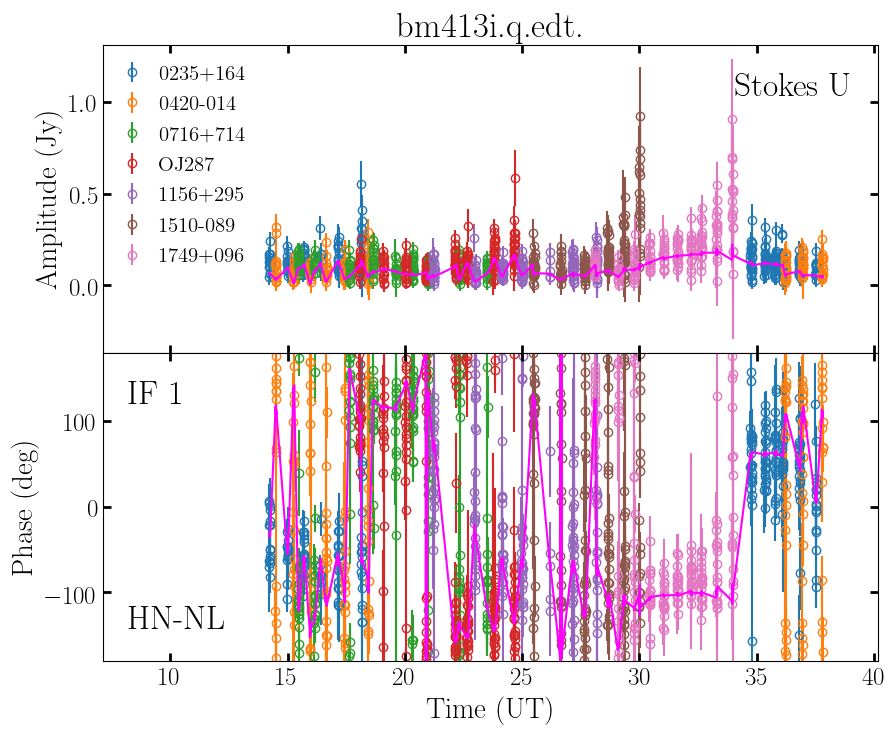 bm413i.q.edt.
Stokes U
0235+164
0420-014
0716+714
OJ287
1156+295
1510-089
1749+096
Amplitude (Jy)
1.0
0.5
0.0
IF 1
HN-NL
Phase (deg)
100
0
−100
10 15 20 25 30 35 40
Time (UT)